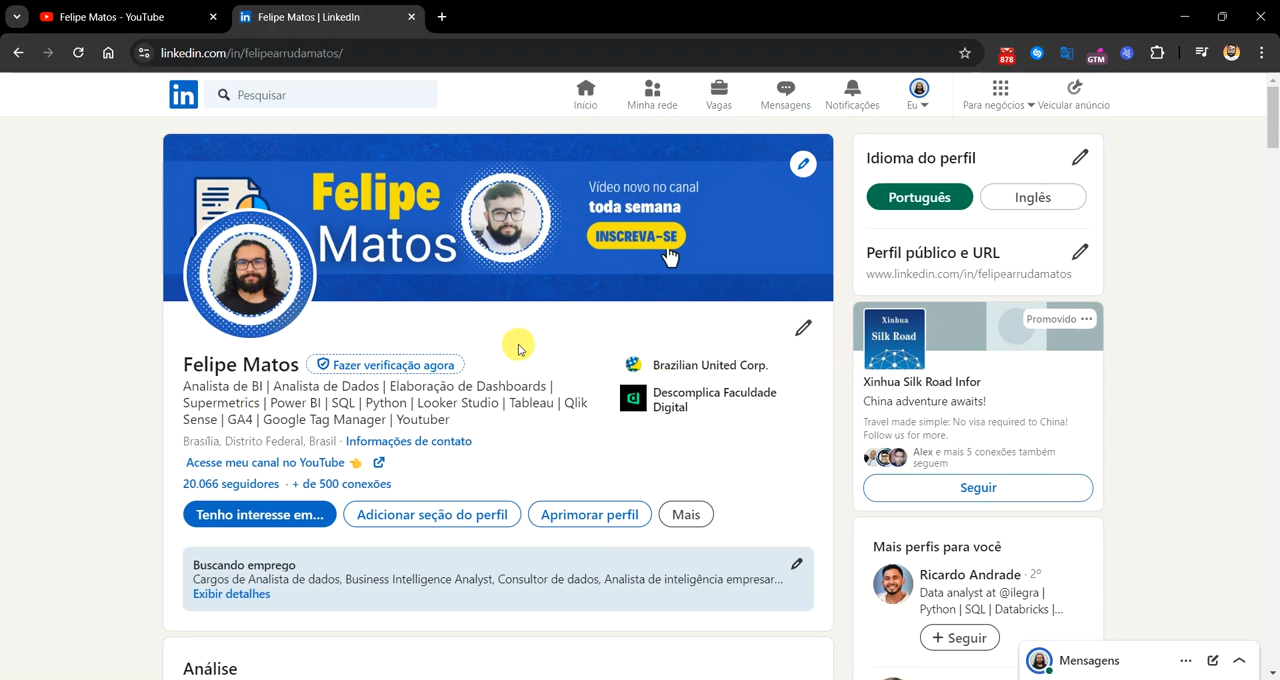 Felipe Matos - YouTube
Felipe Matos | LinkedIn
linkedin.com/in/felipearrudamatos/
878
GTM
in
Pesquisar
Início
Minha rede
Vagas
Mensagens
Notificações
Eu
Para negócios
Veicular anúncio
Felipe
Matos
Vídeo novo no canal
toda semana
INSCREVA-SE
Felipe Matos
Fazer verificação agora
Analista de BI | Analista de Dados | Elaboração de Dashboards |
Supermetrics | Power BI | SQL | Python | Looker Studio | Tableau | Qlik
Sense | GA4 | Google Tag Manager | Youtuber
Brasília, Distrito Federal, Brasil · Informações de contato
Acesse meu canal no YouTube 👈
20.066 seguidores · + de 500 conexões
Brazilian United Corp.
Descomplica Faculdade
Digital
Tenho interesse em...
Adicionar seção do perfil
Aprimorar perfil
Mais
Buscando emprego
Cargos de Analista de dados, Business Intelligence Analyst, Consultor de dados, Analista de inteligência empresar...
Exibir detalhes
Análise
Idioma do perfil
Português
Inglês
Perfil público e URL
www.linkedin.com/in/felipearrudamatos
Promovido
Xinhua
Silk Road
Xinhua Silk Road Infor
China adventure awaits!
Travel made simple: No visa required to China!
Follow us for more.
Alex e mais 5 conexões também
seguem
Seguir
Mais perfis para você
Ricardo Andrade · 2º
Data analyst at @ilegra |
Python | SQL | Databricks |...
+ Seguir
Mensagens